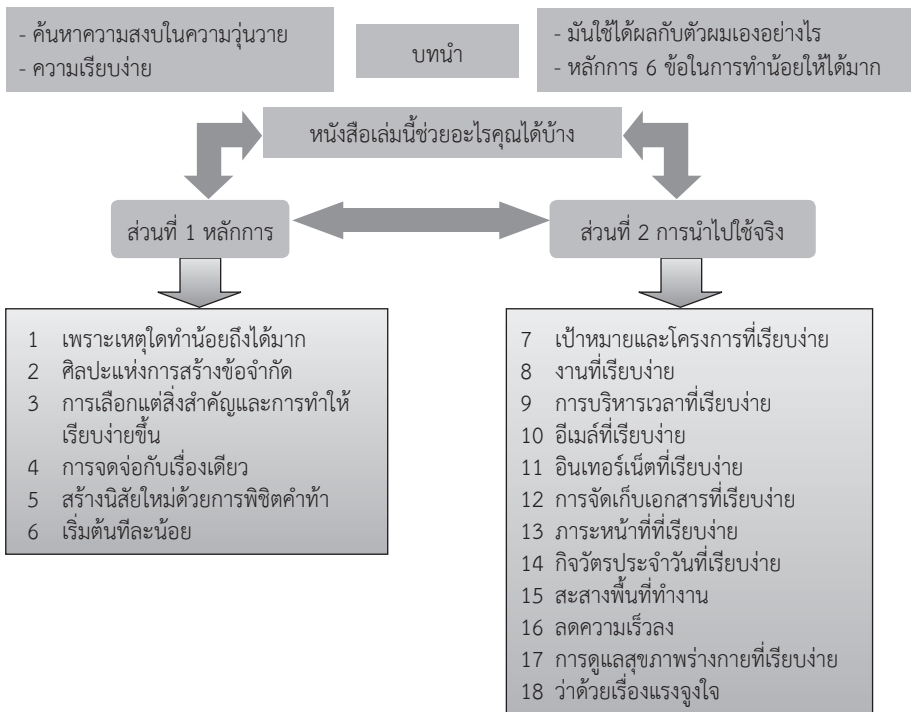 - ค้นหาความสงบในความวุ่นวาย
- ความเรียบง่าย
บทนำ
- มันใช้ได้ผลกับตัวผมเองอย่างไร
- หลักการ 6 ข้อในการทำน้อยให้ได้มาก
หนังสือเล่มนี้ช่วยอะไรคุณได้บ้าง
ส่วนที่ 1 หลักการ
ส่วนที่ 2 การนำไปใช้จริง
1 เพราะเหตุใดทำน้อยถึงได้มาก
2 ศิลปะแห่งการสร้างข้อจำกัด
3 การเลือกแต่สิ่งสำคัญและการทำให้
เรียบง่ายขึ้น
4 การจดจ่อกับเรื่องเดียว
5 สร้างนิสัยใหม่ด้วยการพิชิตคำท้า
6 เริ่มต้นทีละน้อย
7 เป้าหมายและโครงการที่เรียบง่าย
8 งานที่เรียบง่าย
9 การบริหารเวลาที่เรียบง่าย
10 อีเมล์ที่เรียบง่าย
11 อินเทอร์เน็ตที่เรียบง่าย
12 การจัดเก็บเอกสารที่เรียบง่าย
13 ภาระหน้าที่ที่เรียบง่าย
14 กิจวัตรประจำวันที่เรียบง่าย
15 สะสางพื้นที่ทำงาน
16 ลดความเร็วลง
17 การดูแลสุขภาพร่างกายที่เรียบง่าย
18 ว่าด้วยเรื่องแรงจูงใจ